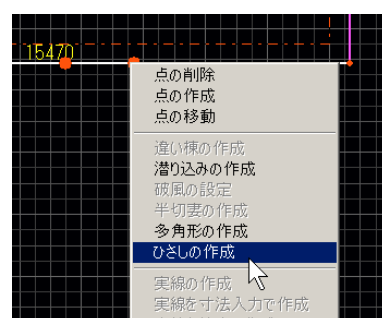 15470
点の削除
点の作成
点の移動
違い棟の作成
潜り込みの作成
破風の設定
半切妻の作成
多角形の作成
ひさしの作成
実線の作成
実線を寸法入力で作成